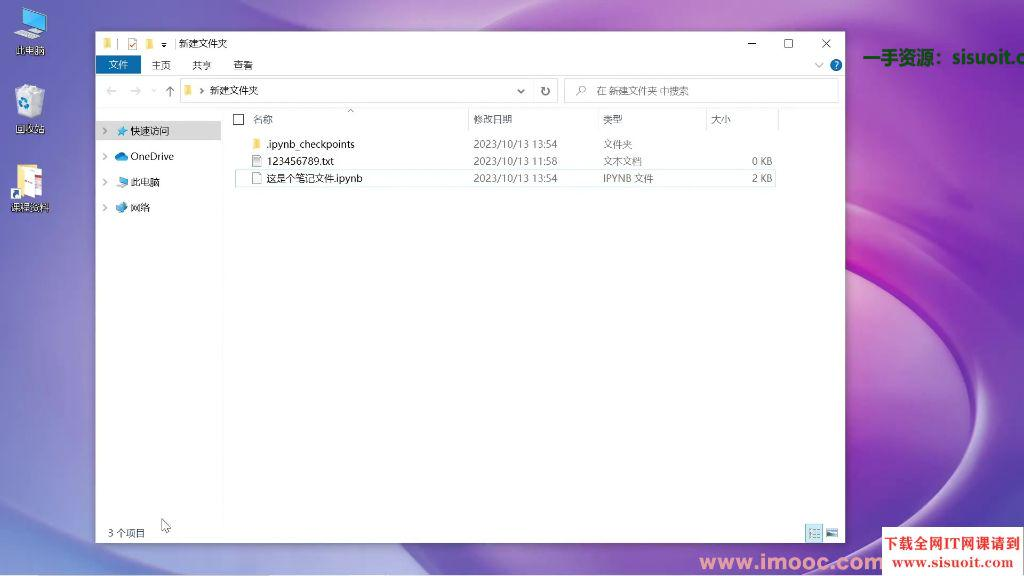 此电脑
回收站
课程资料
新建文件夹
文件 主页 共享 查看
新建文件夹
在 新建文件夹 中搜索
快速访问
OneDrive
此电脑
网络
名称 修改日期 类型 大小
.ipynb_checkpoints 2023/10/13 13:54 文件夹
123456789.txt 2023/10/13 11:58 文本文档 0 KB
这是个笔记文件.ipynb 2023/10/13 13:54 IPYNB 文件 2 KB
3 个项目
一手资源：sisuoit.c
www.imooc.com
下载全网IT网课请到
www.sisuoit.com